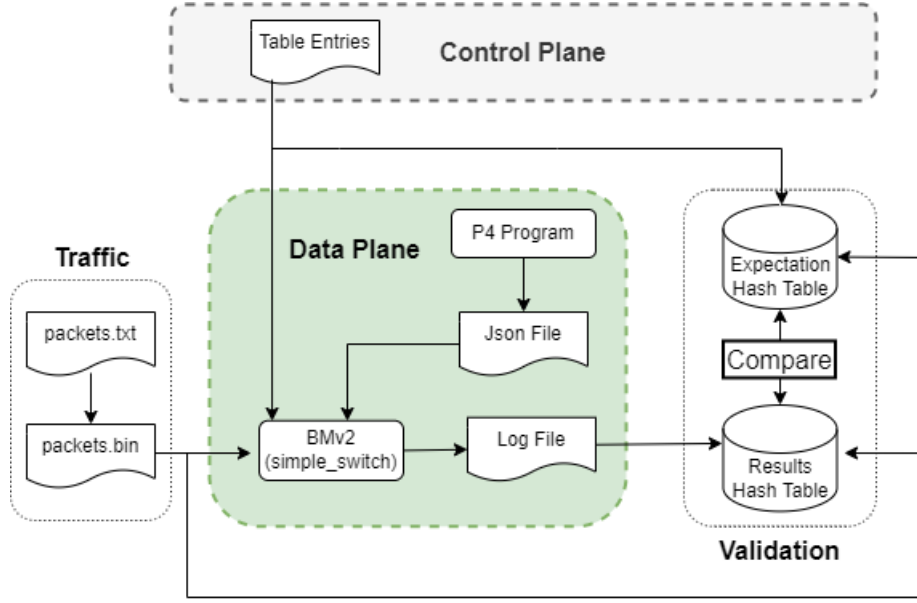 Table Entries
Control Plane
P4 Program
Data Plane
Traffic
Expectation
Hash Table
packets.txt
Json File
Compare
packets.bin
BMv2
(simple_switch)
Log File
Results
Hash Table
Validation